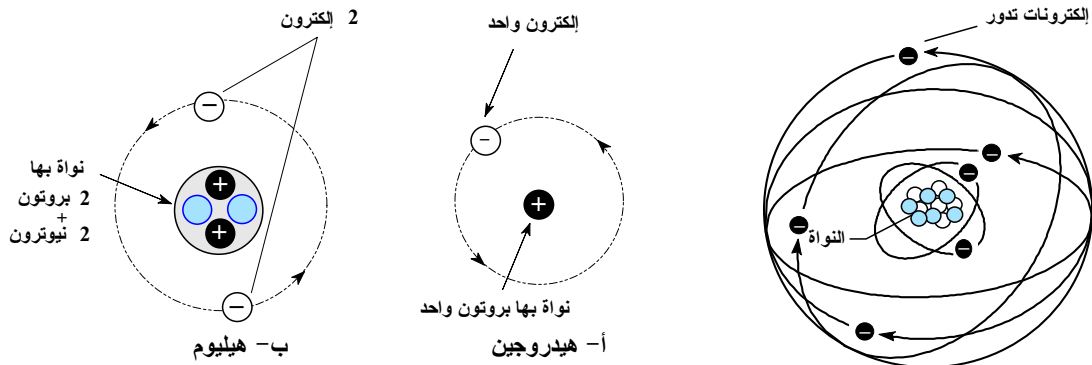 إلكترونات تدور
النواة
إلكترون واحد
−
+
نواة بها بروتون واحد
أ- هيدروجين
2 إلكترون
−
نواة بها
2 بروتون
+
2 نيوترون
+
+
−
ب- هيليوم
−
−
−
−
−
−